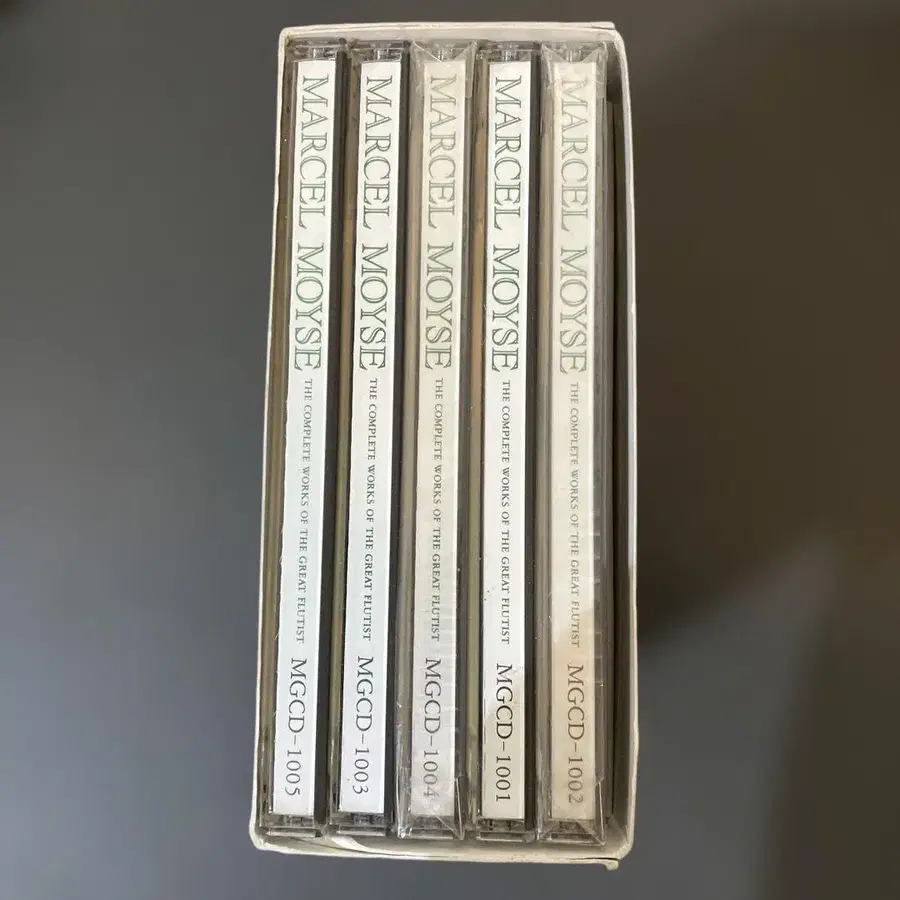 MARCEL MOYSE THE COMPLETE WORKS OF THE GREAT FLUTIST MGCD-1005
MARCEL MOYSE THE COMPLETE WORKS OF THE GREAT FLUTIST MGCD-1003
MARCEL MOYSE THE COMPLETE WORKS OF THE GREAT FLUTIST MGCD-1004
MARCEL MOYSE THE COMPLETE WORKS OF THE GREAT FLUTIST MGCD-1001
MARCEL MOYSE THE COMPLETE WORKS OF THE GREAT FLUTIST MGCD-1002